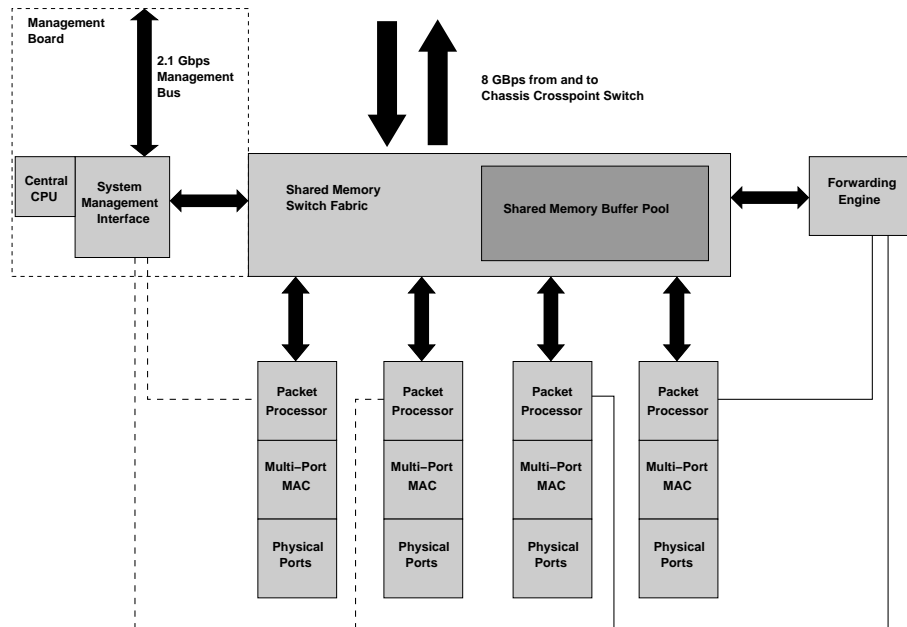 Management
Board
2.1 Gbps
Management
Bus
8 GBps from and to
Chassis Crosspoint Switch
Central
CPU
System
Management
Interface
Shared Memory
Switch Fabric
Shared Memory Buffer Pool
Forwarding
Engine
Packet
Processor
Multi−Port
MAC
Physical
Ports
Packet
Processor
Multi−Port
MAC
Physical
Ports
Packet
Processor
Multi−Port
MAC
Physical
Ports
Packet
Processor
Multi−Port
MAC
Physical
Ports